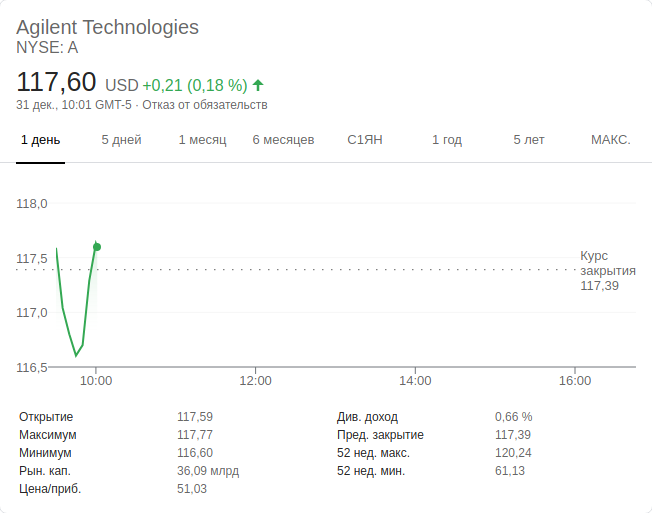 Agilent Technologies
NYSE: A
117,60 USD +0,21 (0,18 %)
31 дек., 10:01 GMT-5 · Отказ от обязательств
1 день 5 дней 1 месяц 6 месяцев С1ЯН 1 год 5 лет МАКС.
118,0
117,5
117,0
116,5
Курс
закрытия
117,39
10:00 12:00 14:00 16:00
Открытие 117,59
Максимум 117,77
Минимум 116,60
Рын. кап. 36,09 млрд
Цена/приб. 51,03
Див. доход 0,66 %
Пред. закрытие 117,39
52 нед. макс. 120,24
52 нед. мин. 61,13